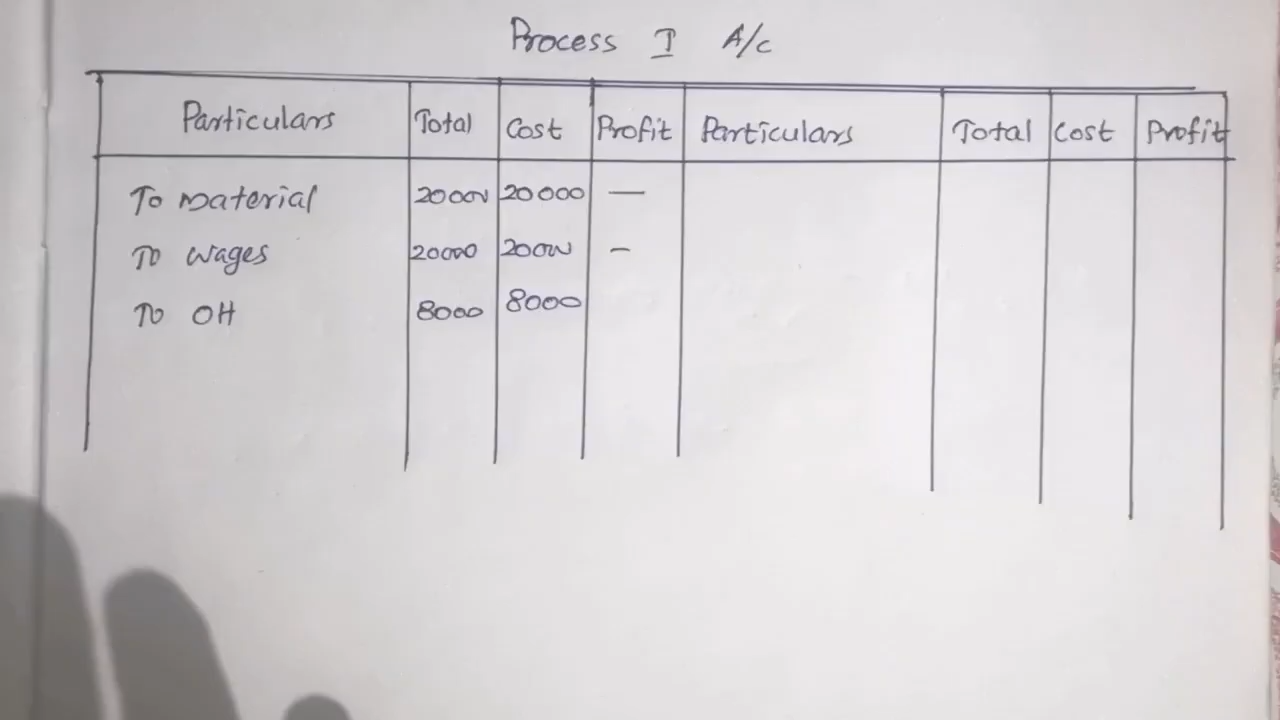 Process I A/c
Particulars Total Cost Profit Particulars Total Cost Profit
To Material 20000 20000 —
To Wages 20000 20000 –
To OH 8000 8000